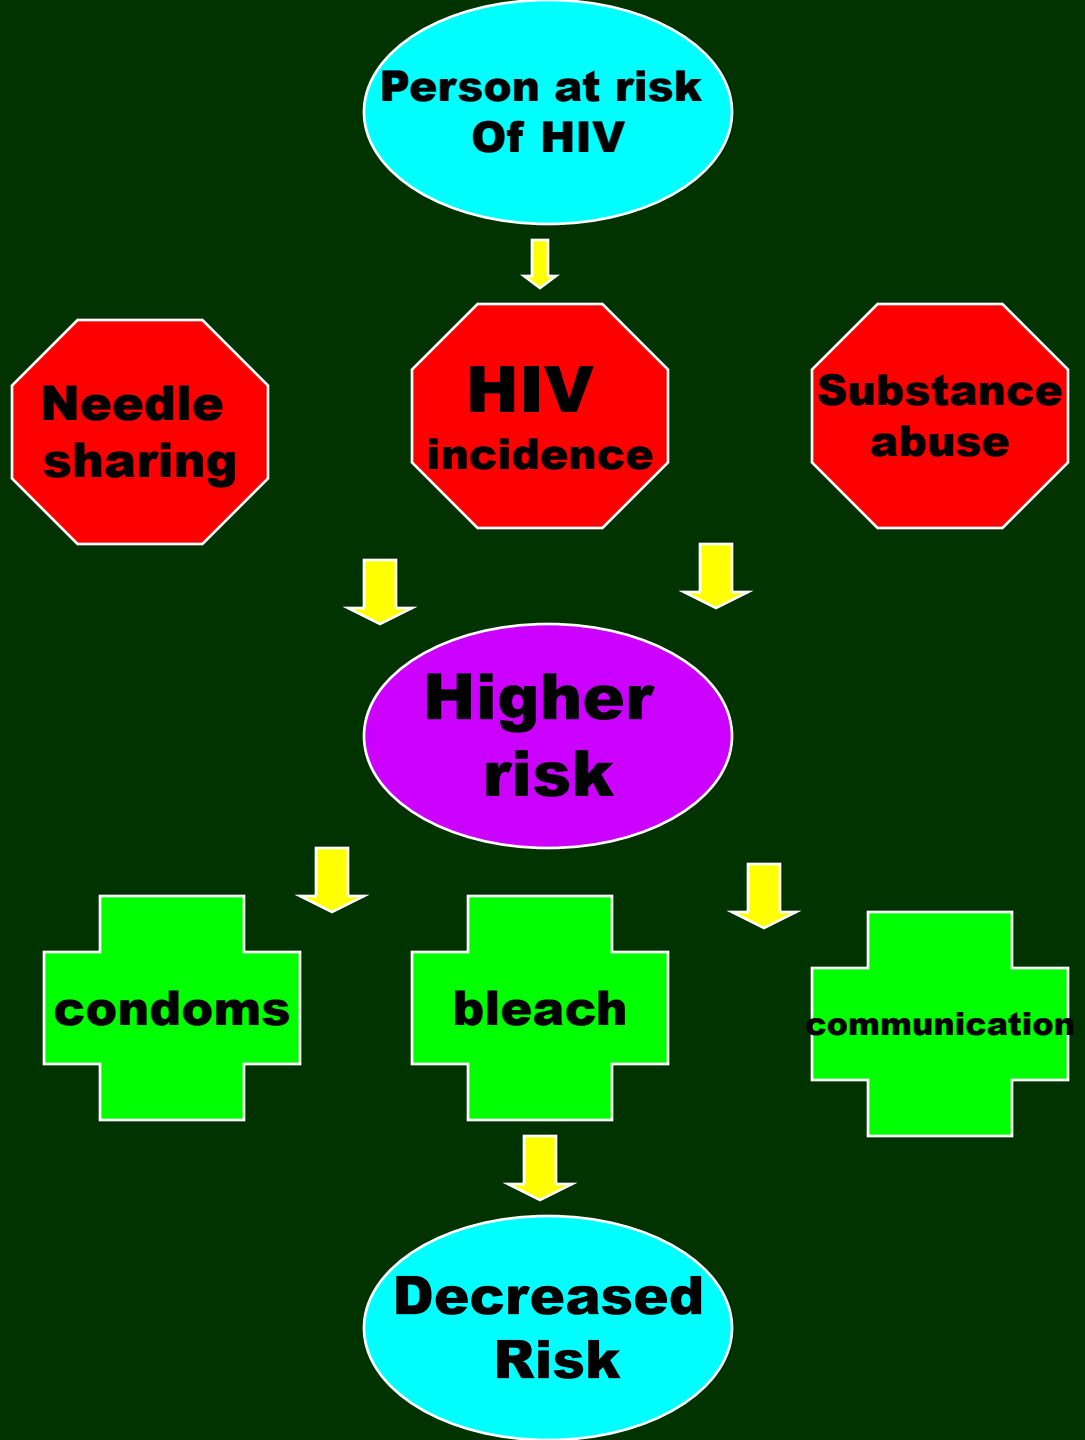 Person at risk
Of HIV
Needle
sharing
HIV
incidence
Substance
abuse
Higher
risk
condoms
bleach
communication
Decreased
Risk